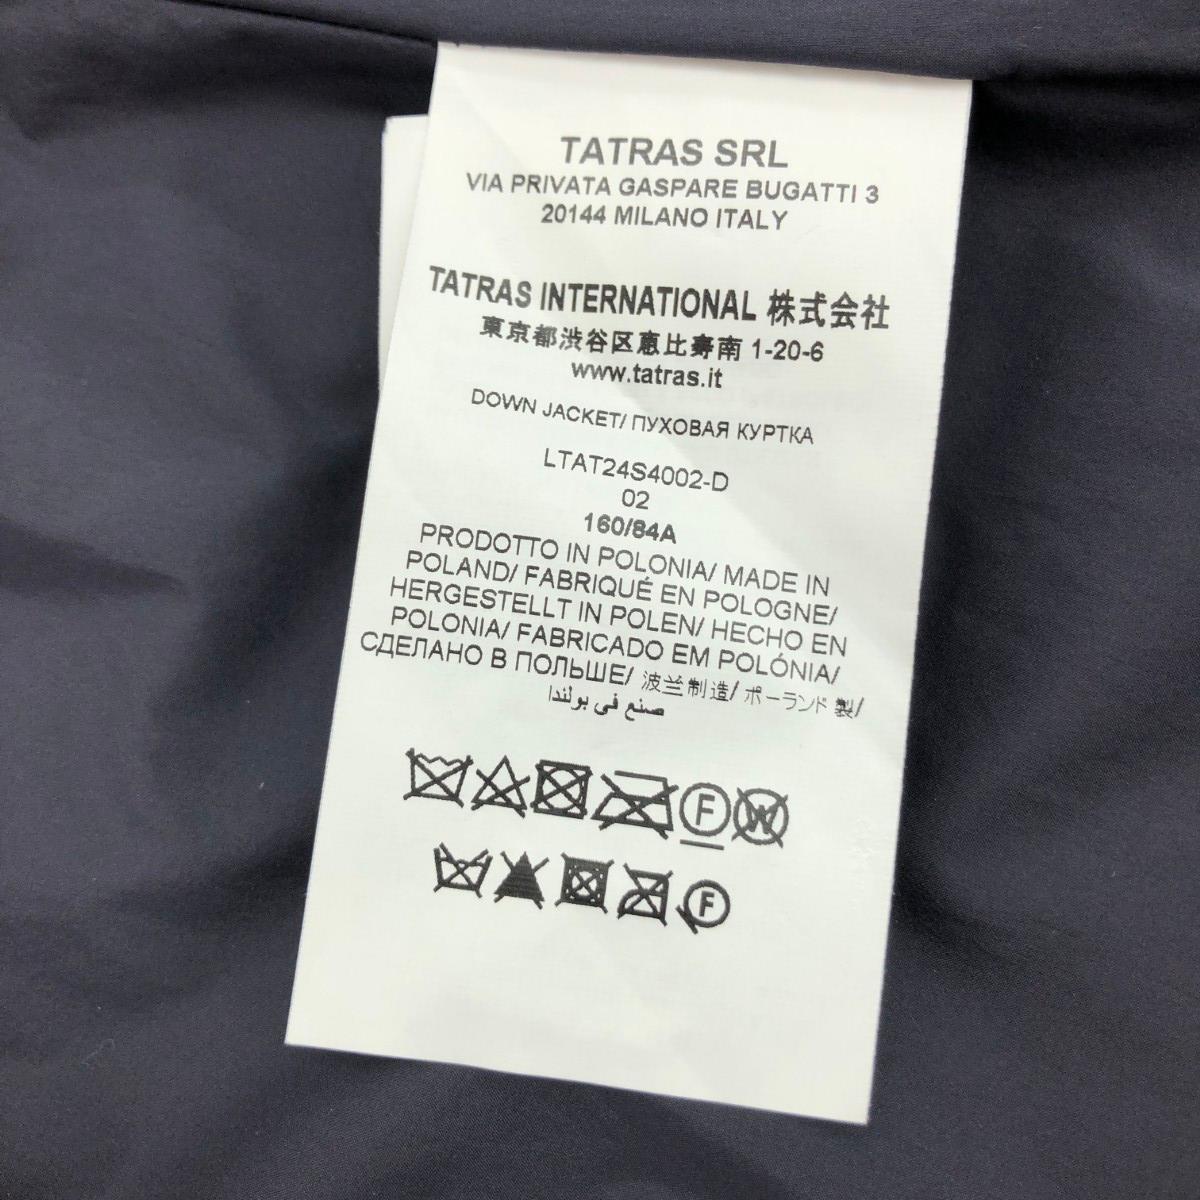 TATRAS SRL
VIA PRIVATA GASPARE BUGATTI 3
20144 MILANO ITALY
TATRAS INTERNATIONAL 株式会社
東京都渋谷区恵比寿南 1-20-6
www.tatras.it
DOWN JACKET/ ПУХОВАЯ КУРТКА
LTAT24S4002-D
02
160/84A
PRODOTTO IN POLONIA/ MADE IN
POLAND/ FABRIQUÉ EN POLOGNE/
HERGESTELLT IN POLEN/ HECHO EN
POLONIA/ FABRICADO EM POLÓNIA/
СДЕЛАНО В ПОЛЬШЕ/ 波兰制造/ ポーランド 製/
صنع في بولندا
F W
F